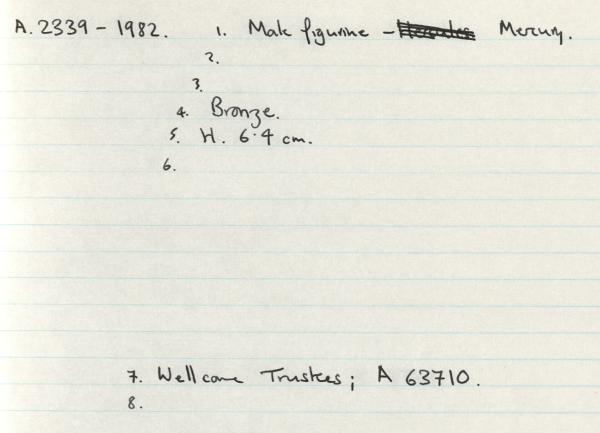 A. 2339 - 1982. 1. Male figurine - Hercules Mercury.
2.
3.
4. Bronze.
5. H. 6.4 cm.
6.
7. Wellcome Trustees; A 63710.
8.